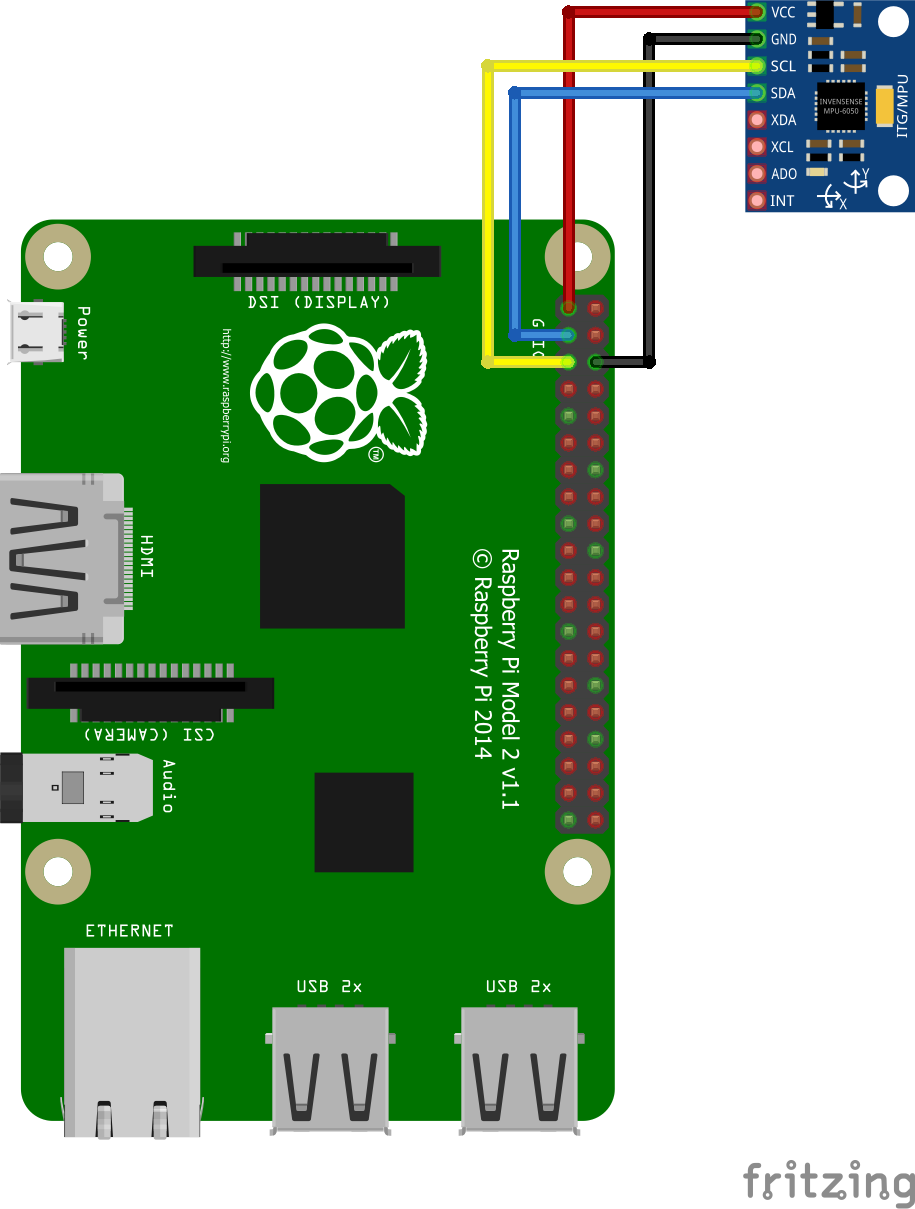 VCC
GND
SCL
SDA
XDA
XCL
ADO
INT
INVENSENSE
MPU-6050
ITG/MPU
Y
X
DSI (DISPLAY)
GPIO
Power
http://www.raspberrypi.org
TM
HDMI
Raspberry Pi Model 2 v1.1
© Raspberry Pi 2014
CSI (CAMERA)
Audio
ETHERNET
USB 2x
USB 2x
fritzing